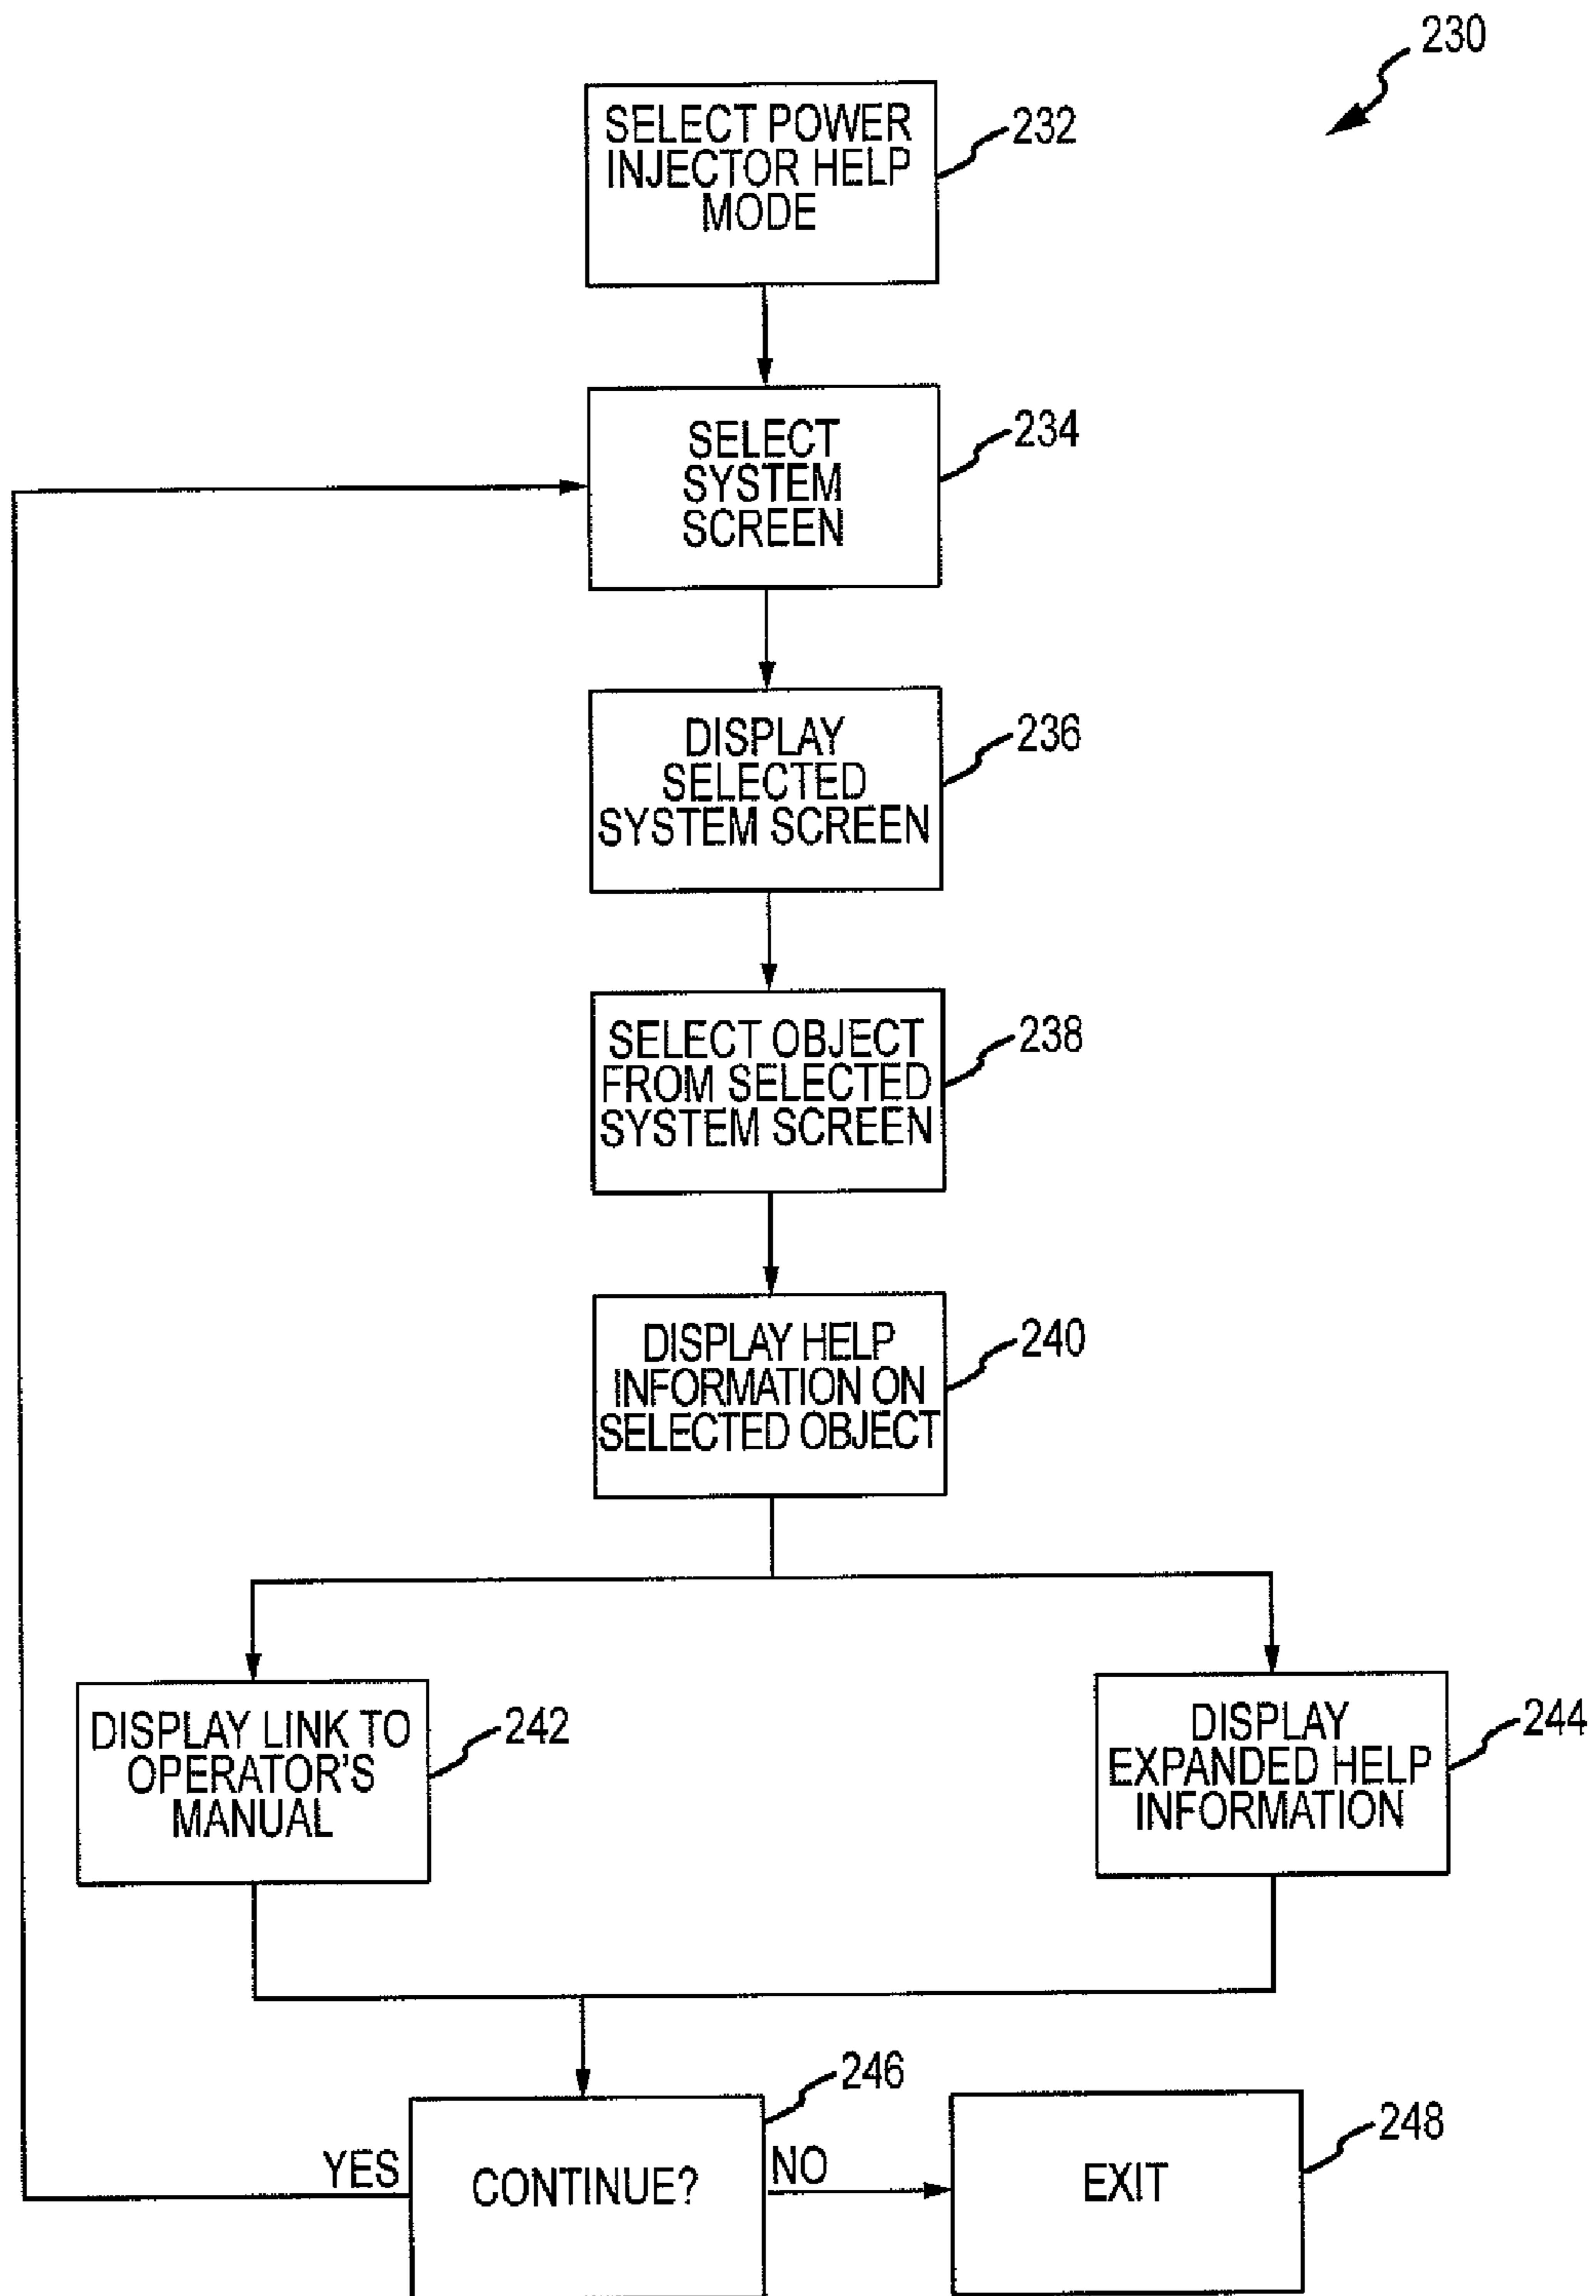 230
SELECT POWER
INJECTOR HELP
MODE
232
SELECT
SYSTEM
SCREEN
234
DISPLAY
SELECTED
SYSTEM SCREEN
236
SELECT OBJECT
FROM SELECTED
SYSTEM SCREEN
238
DISPLAY HELP
INFORMATION ON
SELECTED OBJECT
240
DISPLAY LINK TO
OPERATOR'S
MANUAL
242
DISPLAY
EXPANDED HELP
INFORMATION
244
YES
CONTINUE?
246
NO
EXIT
248